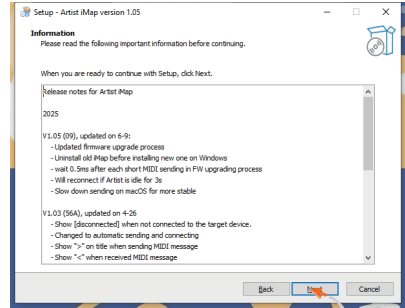 Setup - Artist iMap version 1.05
Information
Please read the following important information before continuing.
When you are ready to continue with Setup, click Next.
Release notes for Artist iMap
2025
V1.05 (09), updated on 6-9:
- Updated firmware upgrade process
- Uninstall old iMap before installing new one on Windows
- wait 0.5ms after each short MIDI sending in FW upgrading process
- Will reconnect if Artist is idle for 3s
- Slow down sending on macOS for more stable
V1.03 (56A), updated on 4-26
- Show [disconnected] when not connected to the target device.
- Changed to automatic sending and connecting
- Show ">" on title when sending MIDI message
- Show "<" when received MIDI message
Back
Next
Cancel